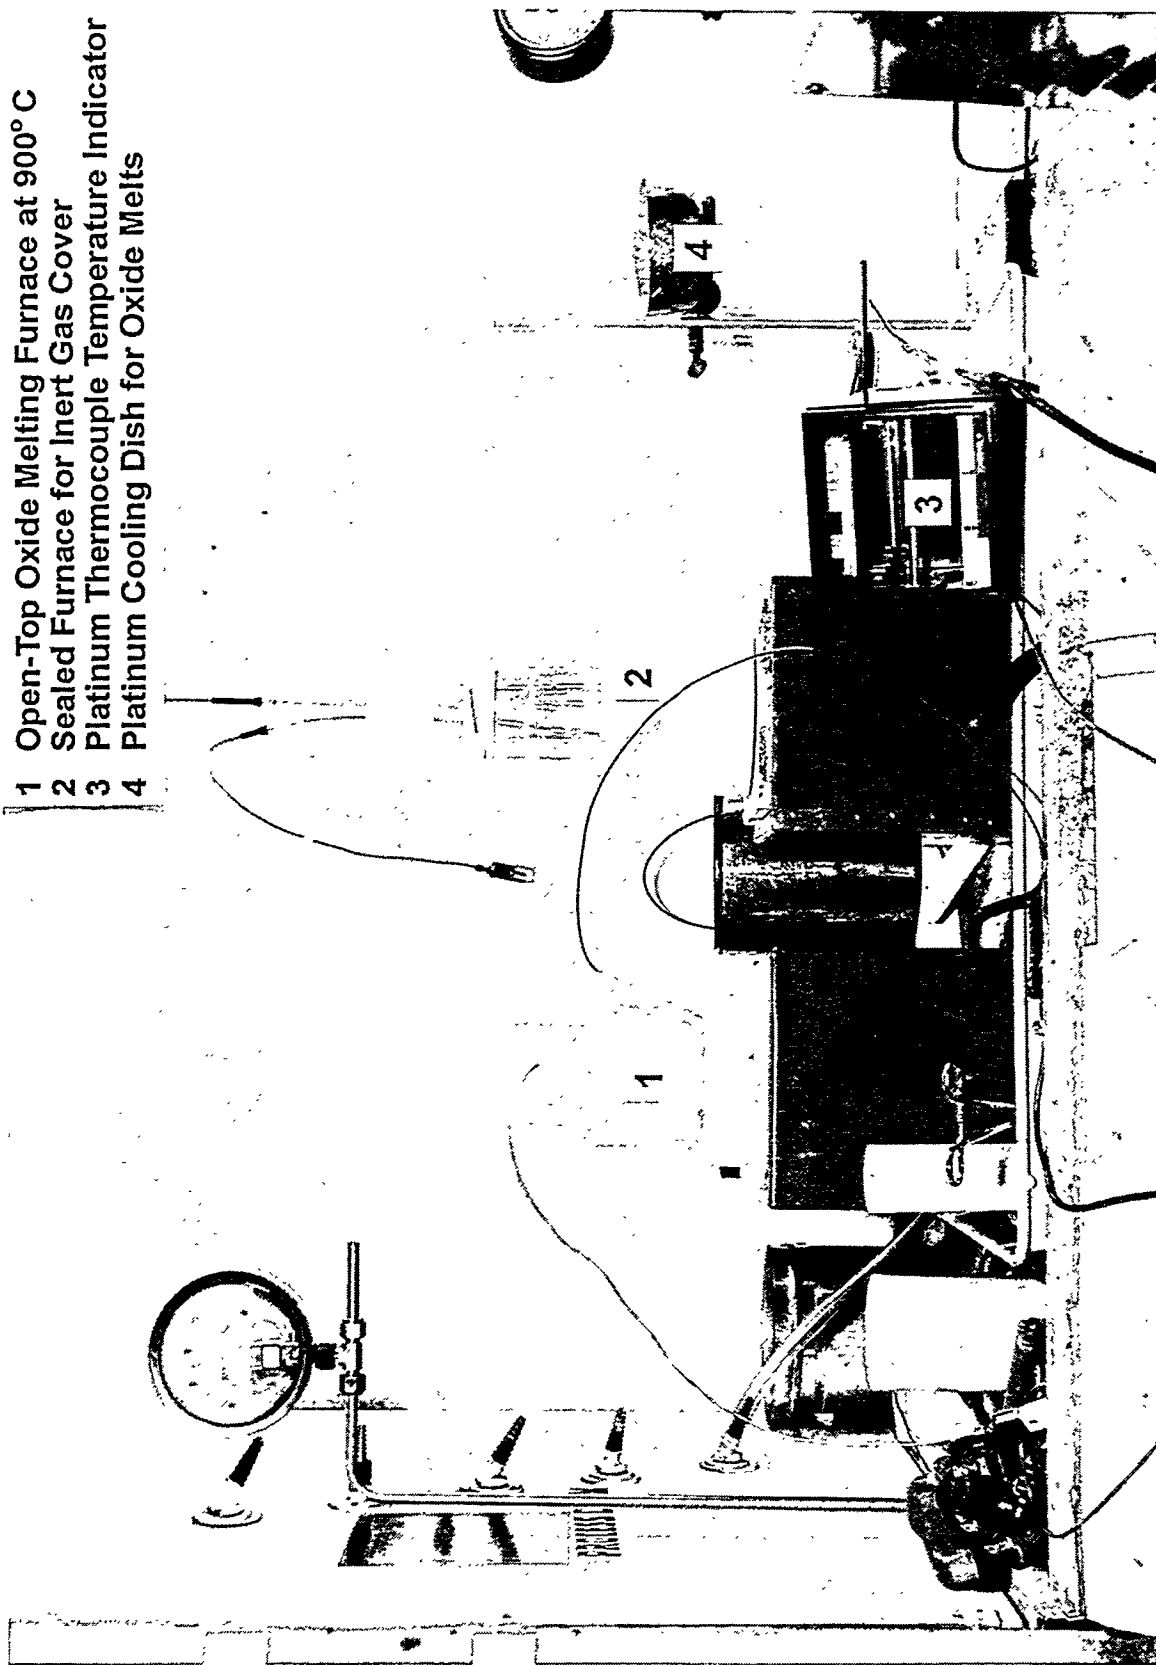 1 Open-Top Oxide Melting Furnace at 900° C
2 Sealed Furnace for Inert Gas Cover
3 Platinum Thermocouple Temperature Indicator
4 Platinum Cooling Dish for Oxide Melts
1
2
3
4